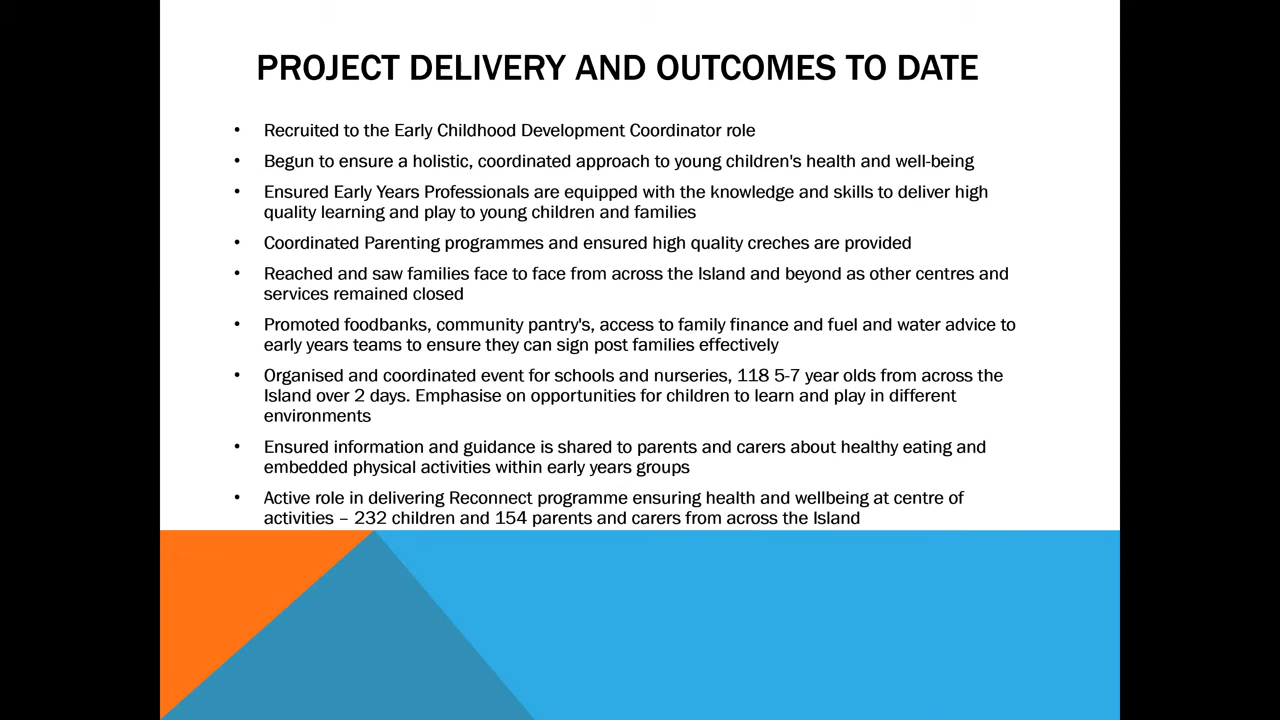 PROJECT DELIVERY AND OUTCOMES TO DATE
• Recruited to the Early Childhood Development Coordinator role
• Begun to ensure a holistic, coordinated approach to young children's health and well-being
• Ensured Early Years Professionals are equipped with the knowledge and skills to deliver high
quality learning and play to young children and families
• Coordinated Parenting programmes and ensured high quality creches are provided
• Reached and saw families face to face from across the Island and beyond as other centres and
services remained closed
• Promoted foodbanks, community pantry's, access to family finance and fuel and water advice to
early years teams to ensure they can sign post families effectively
• Organised and coordinated event for schools and nurseries, 118 5-7 year olds from across the
Island over 2 days. Emphasise on opportunities for children to learn and play in different
environments
• Ensured information and guidance is shared to parents and carers about healthy eating and
embedded physical activities within early years groups
• Active role in delivering Reconnect programme ensuring health and wellbeing at centre of
activities – 232 children and 154 parents and carers from across the Island